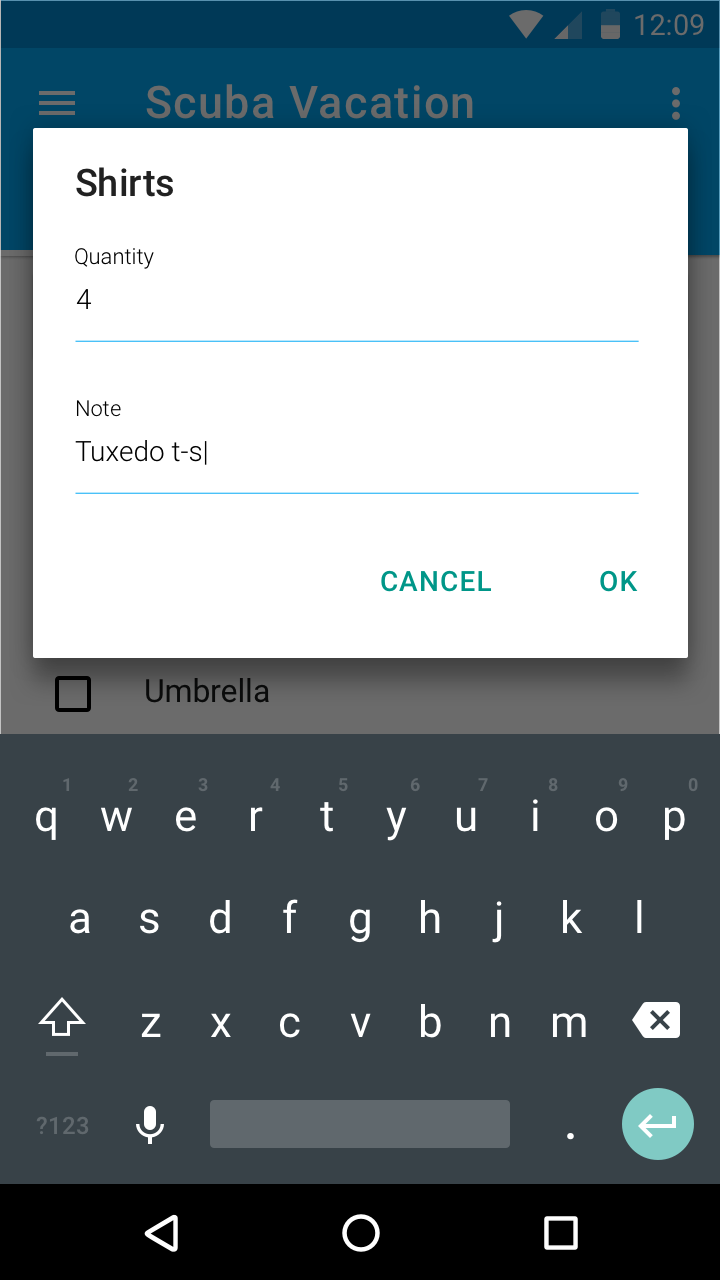 12:09
Scuba Vacation
Shirts
Quantity
4
Note
Tuxedo t-s
CANCEL OK
Umbrella
1 2 3 4 5 6 7 8 9 0
q w e r t y u i o p
a s d f g h j k l
z x c v b n m
?123 .